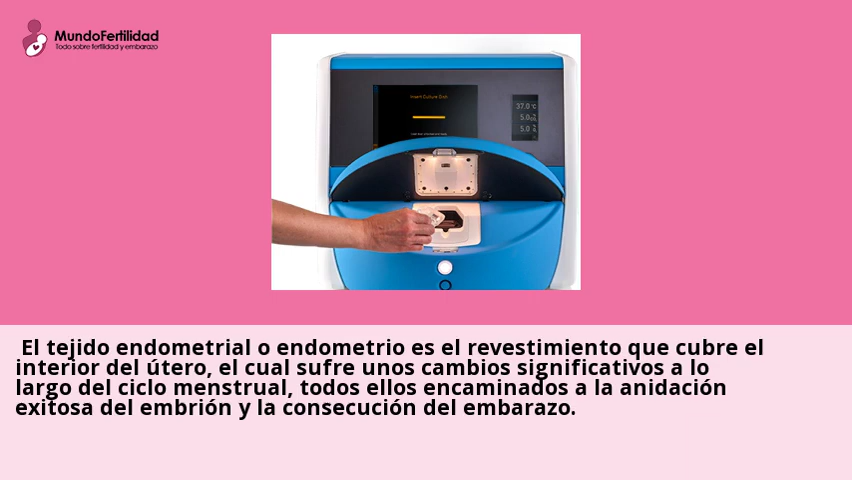 MundoFertilidad
Todo sobre fertilidad y embarazo
Insert Culture Dish
37.0 °C
5.0
5.0
El tejido endometrial o endometrio es el revestimiento que cubre el
interior del útero, el cual sufre unos cambios significativos a lo
largo del ciclo menstrual, todos ellos encaminados a la anidación
exitosa del embrión y la consecución del embarazo.